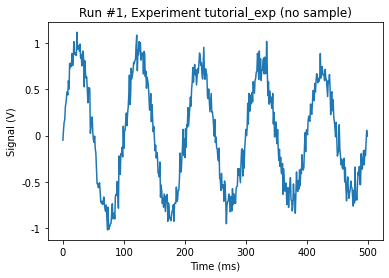 Run #1, Experiment tutorial_exp (no sample)
1
0.5
0
-0.5
-1
Signal (V)
0 100 200 300 400 500
Time (ms)